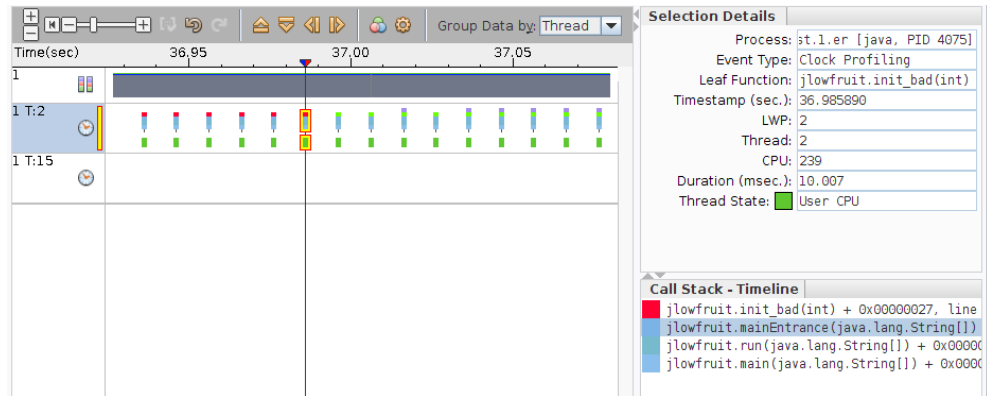 Group Data by: Thread
Time(sec) 36.95 37.00 37.05
1
1 T:2
1 T:15
Selection Details
Process: st.1.er [java, PID 4075]
Event Type: Clock Profiling
Leaf Function: jlowfruit.init_bad(int)
Timestamp (sec.): 36.985890
LWP: 2
Thread: 2
CPU: 239
Duration (msec.): 10.007
Thread State: User CPU
Call Stack - Timeline
jlowfruit.init_bad(int) + 0x00000027, line
jlowfruit.mainEntrance(java.lang.String[])
jlowfruit.run(java.lang.String[]) + 0x0000
jlowfruit.main(java.lang.String[]) + 0x000